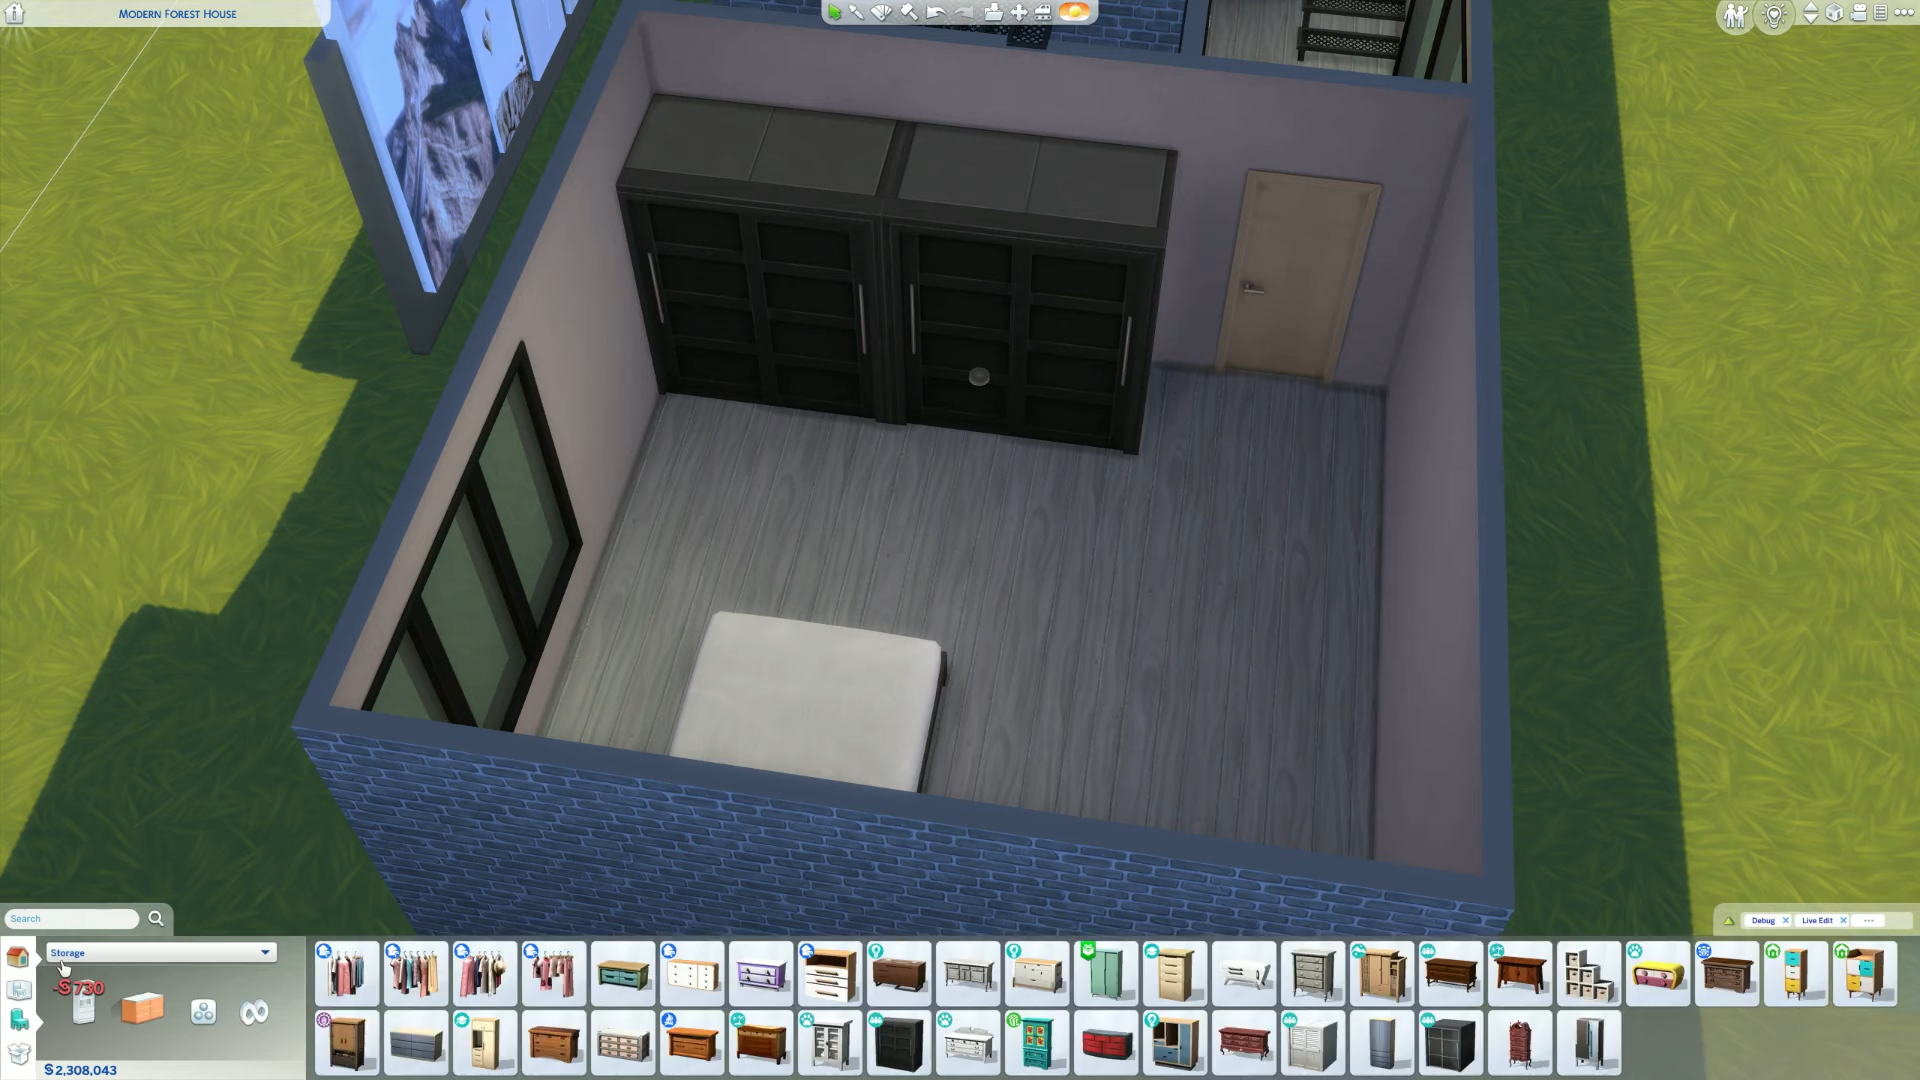 MODERN FOREST HOUSE
Search
Debug
Live Edit
Storage
-§730
§2,308,043